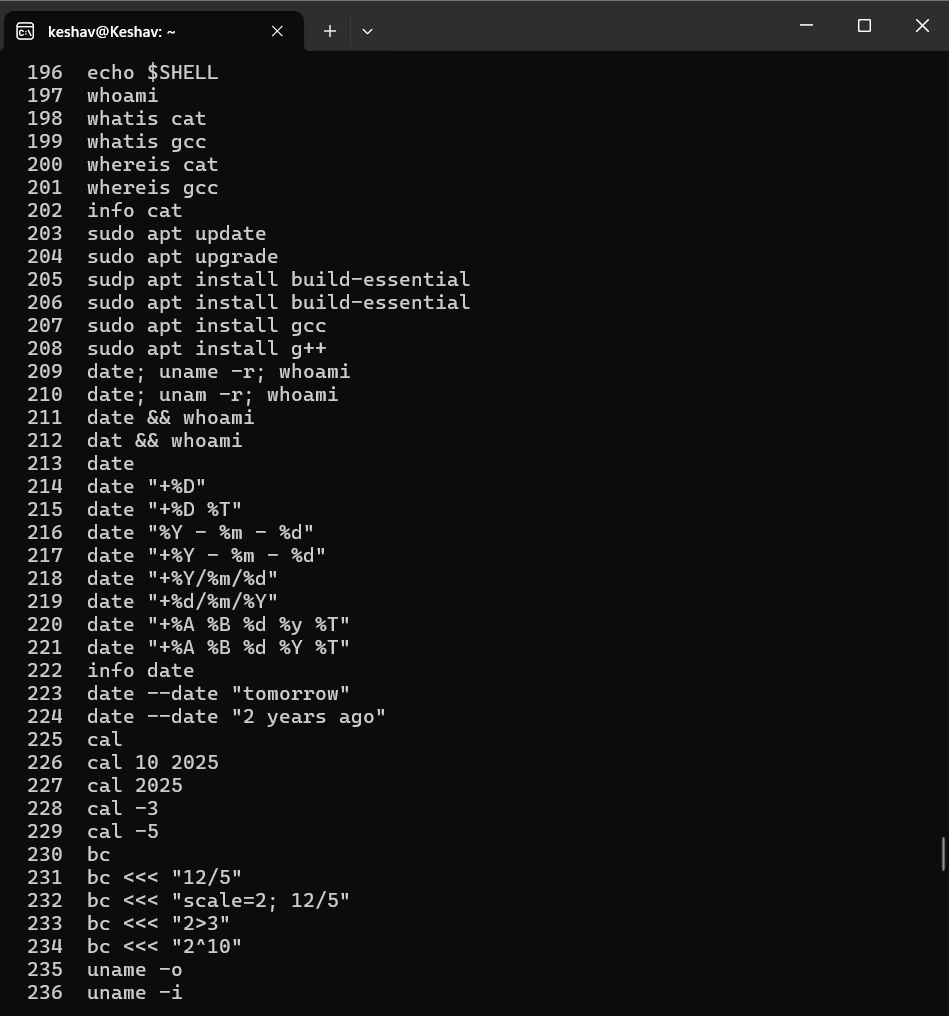 keshav@Keshav: ~
196 echo $SHELL
197 whoami
198 whatis cat
199 whatis gcc
200 whereis cat
201 whereis gcc
202 info cat
203 sudo apt update
204 sudo apt upgrade
205 sudp apt install build-essential
206 sudo apt install build-essential
207 sudo apt install gcc
208 sudo apt install g++
209 date; uname -r; whoami
210 date; unam -r; whoami
211 date && whoami
212 dat && whoami
213 date
214 date "+%D"
215 date "+%D %T"
216 date "%Y - %m - %d"
217 date "+%Y - %m - %d"
218 date "+%Y/%m/%d"
219 date "+%d/%m/%Y"
220 date "+%A %B %d %y %T"
221 date "+%A %B %d %Y %T"
222 info date
223 date --date "tomorrow"
224 date --date "2 years ago"
225 cal
226 cal 10 2025
227 cal 2025
228 cal -3
229 cal -5
230 bc
231 bc <<< "12/5"
232 bc <<< "scale=2; 12/5"
233 bc <<< "2>3"
234 bc <<< "2^10"
235 uname -o
236 uname -i